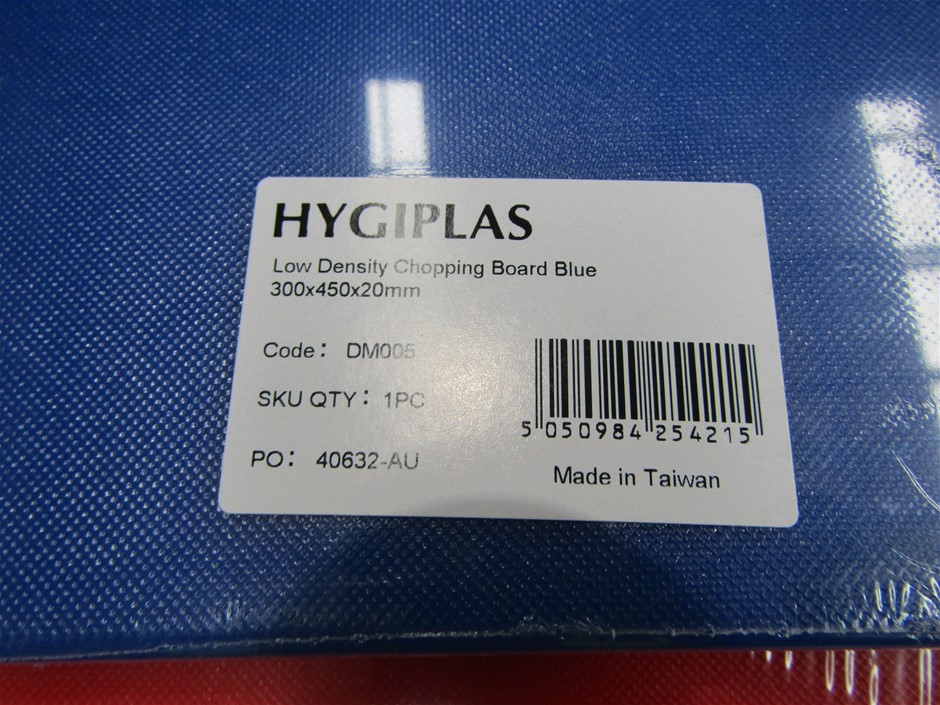 HYGIPLAS
Low Density Chopping Board Blue
300x450x20mm
Code: DM005
SKU QTY: 1PC
PO: 40632-AU
5 050984 254215
Made in Taiwan